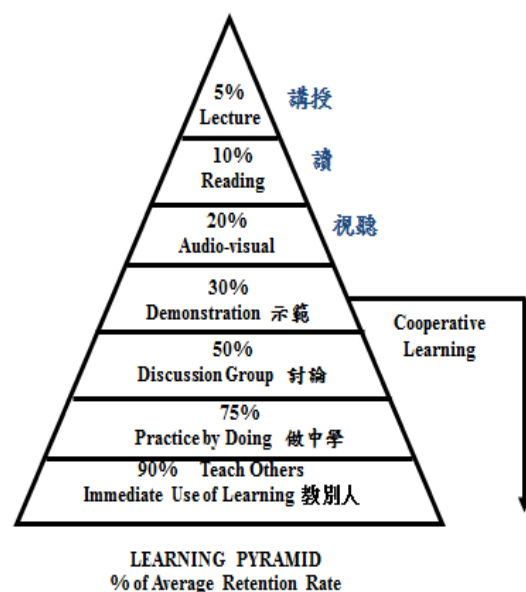 5%
Lecture
講授
10%
Reading
讀
20%
Audio-visual
視聽
30%
Demonstration 示範
Cooperative
Learning
50%
Discussion Group 討論
75%
Practice by Doing 做中學
90% Teach Others
Immediate Use of Learning 教別人
LEARNING PYRAMID
% of Average Retention Rate